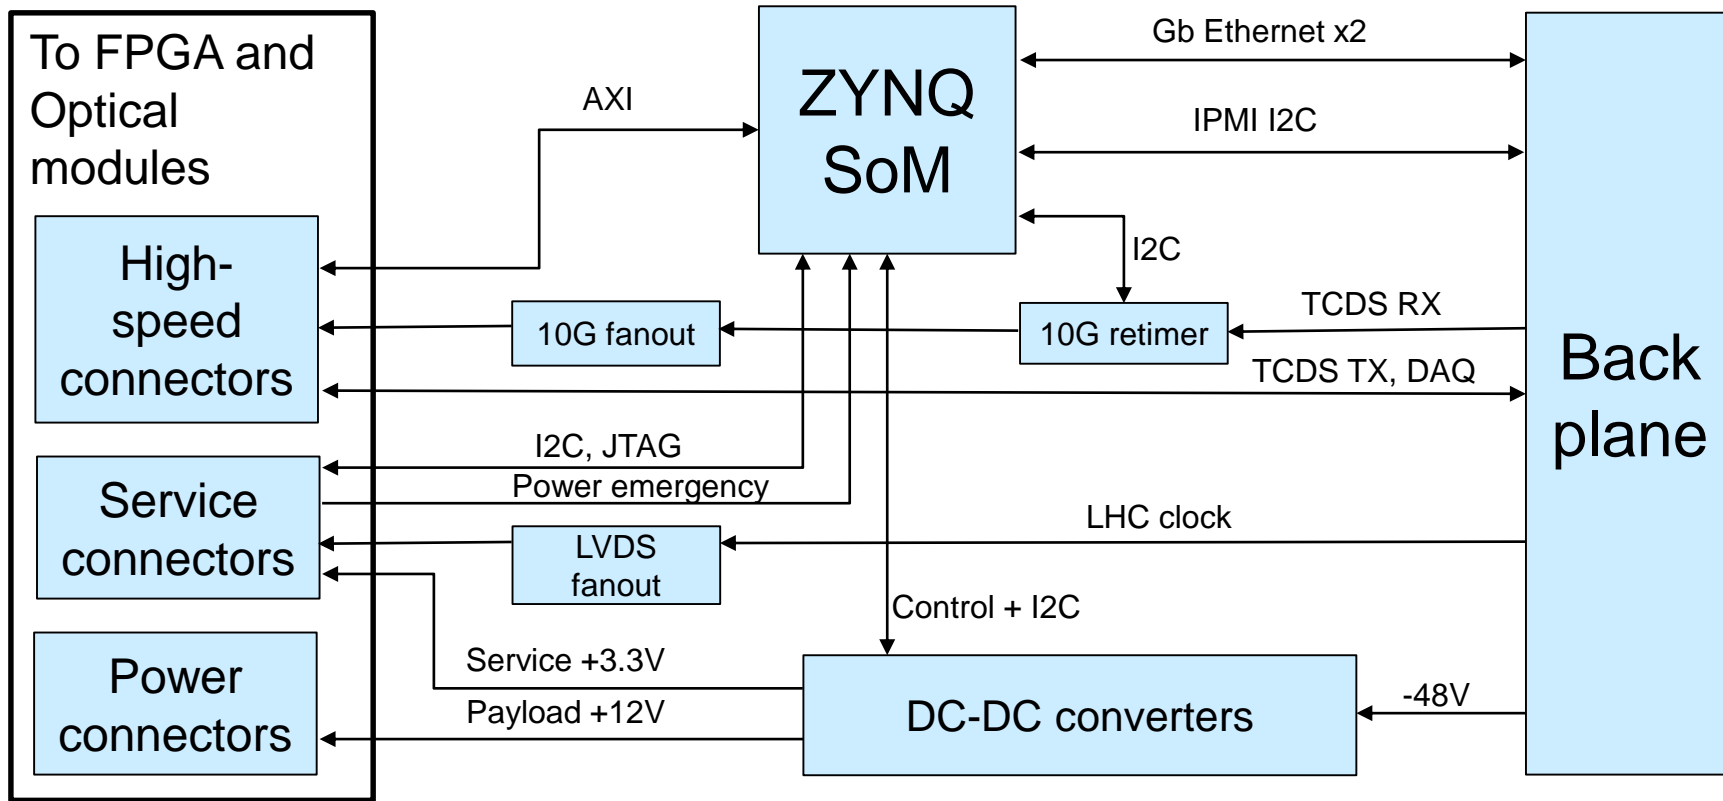 To FPGA and
Optical
modules
High-
speed
connectors
Service
connectors
Power
connectors
AXI
ZYNQ
SoM
Gb Ethernet x2
IPMI I2C
I2C
10G fanout
10G retimer
TCDS RX
TCDS TX, DAQ
I2C, JTAG
Power emergency
LVDS
fanout
LHC clock
Control + I2C
Service +3.3V
Payload +12V
DC-DC converters
-48V
Back
plane